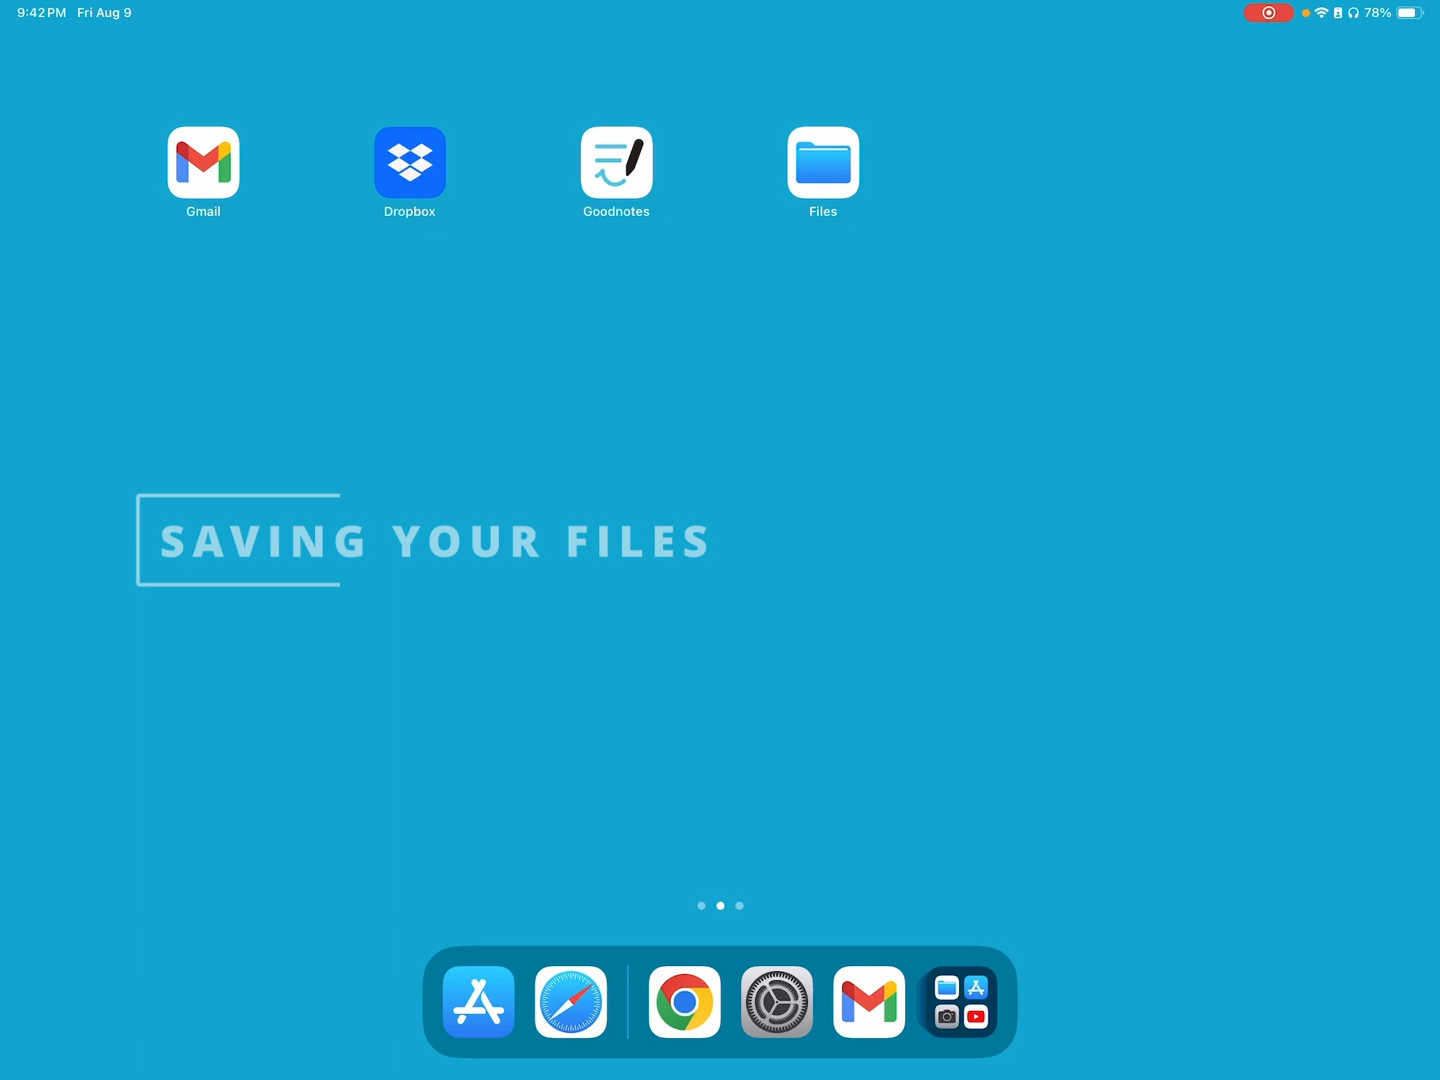 9:42 PM Fri Aug 9
78%
Gmail
Dropbox
Goodnotes
Files
SAVING YOUR FILES